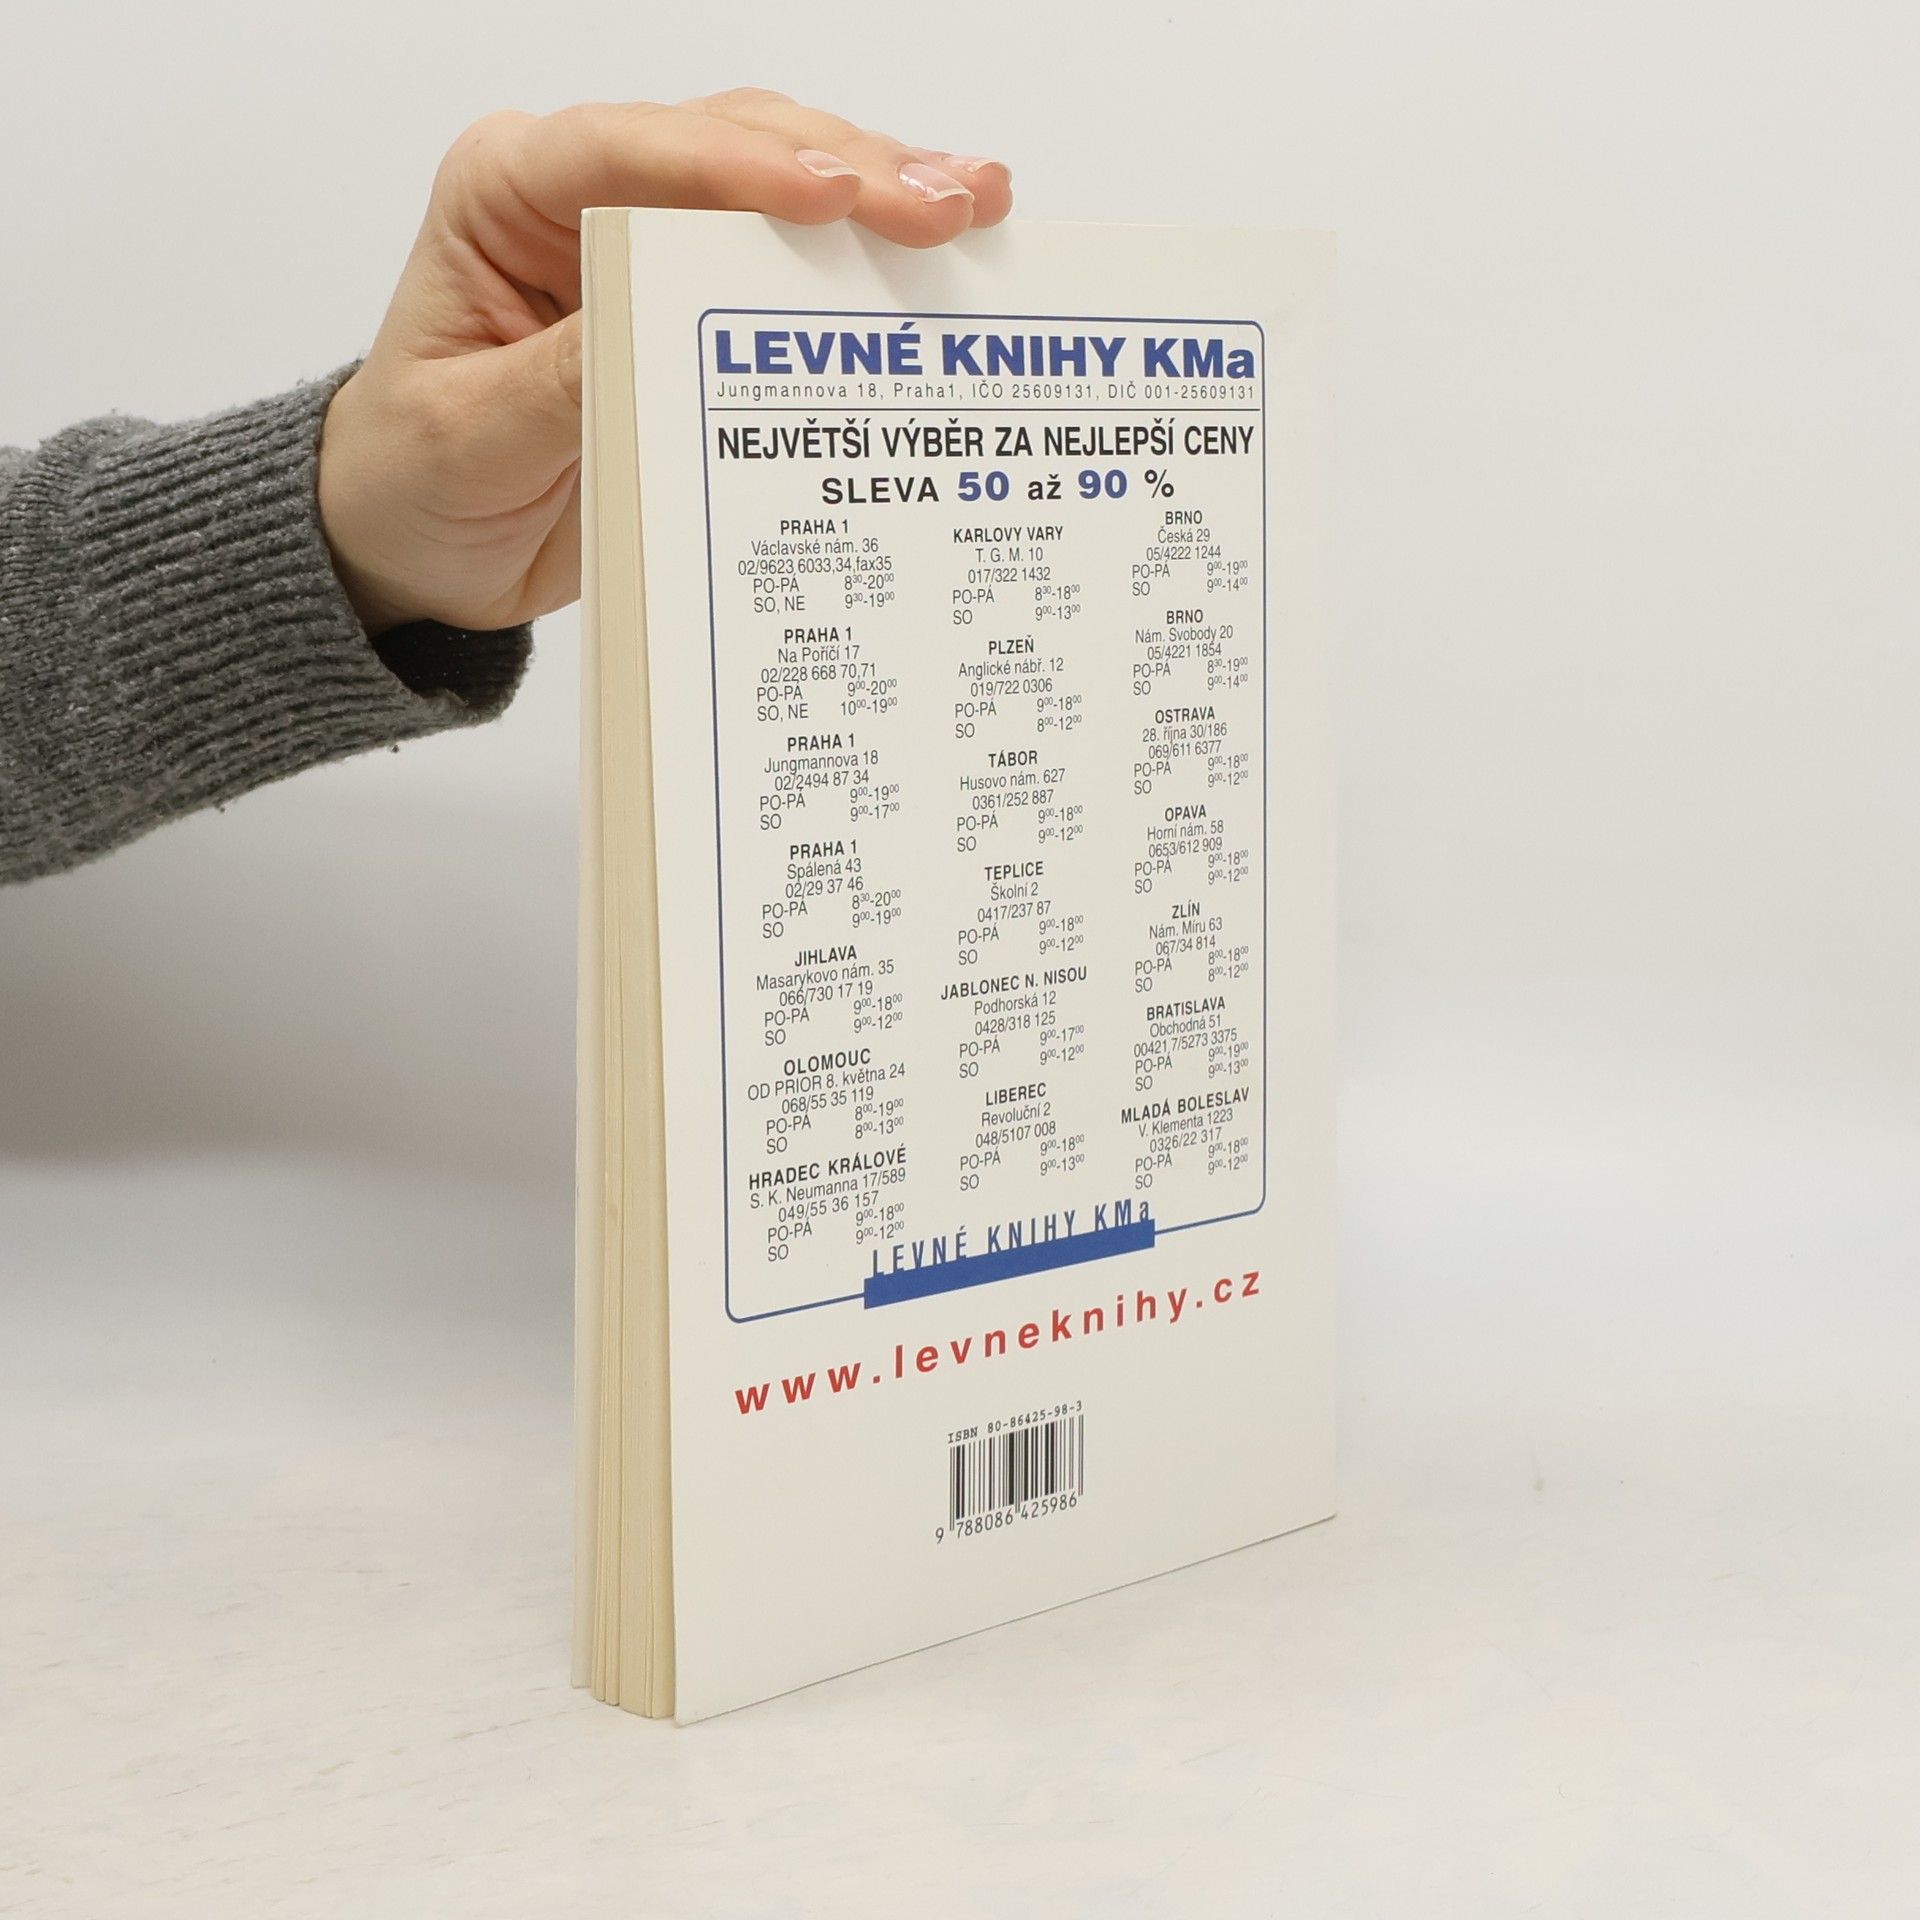 LEVNÉ KNIHY KMa
Jungmannova 18, Praha1, IČO 25609131, DIČ 001-25609131
NEJVĚTŠÍ VÝBĚR ZA NEJLEPŠÍ CENY
SLEVA 50 až 90 %
PRAHA 1
Václavské nám. 36
02/9623 6033,34,fax35
PO-PÁ 8³⁰-20⁰⁰
SO, NE 9³⁰-19⁰⁰
PRAHA 1
Na Poříčí 17
02/228 668 70,71
PO-PÁ 9⁰⁰-20⁰⁰
SO, NE 10⁰⁰-19⁰⁰
PRAHA 1
Jungmannova 18
02/2494 87 34
PO-PÁ 9⁰⁰-19⁰⁰
SO 9⁰⁰-17⁰⁰
PRAHA 1
Spálená 43
02/29 37 46
PO-PÁ 8³⁰-20⁰⁰
SO 9⁰⁰-19⁰⁰
JIHLAVA
Masarykovo nám. 35
066/730 17 19
PO-PÁ 9⁰⁰-18⁰⁰
SO 9⁰⁰-12⁰⁰
OLOMOUC
OD PRIOR 8. května 24
068/55 35 119
PO-PÁ 8⁰⁰-19⁰⁰
SO 8⁰⁰-13⁰⁰
HRADEC KRÁLOVÉ
S. K. Neumanna 17/589
049/55 36 157
PO-PÁ 9⁰⁰-18⁰⁰
SO 9⁰⁰-12⁰⁰
KARLOVY VARY
T. G. M. 10
017/322 1432
PO-PÁ 8³⁰-18⁰⁰
SO 9⁰⁰-13⁰⁰
PLZEŇ
Anglické nábř. 12
019/722 0306
PO-PÁ 9⁰⁰-18⁰⁰
SO 8⁰⁰-12⁰⁰
TÁBOR
Husovo nám. 627
0361/252 887
PO-PÁ 9⁰⁰-18⁰⁰
SO 9⁰⁰-12⁰⁰
TEPLICE
Školní 2
0417/237 87
PO-PÁ 9⁰⁰-18⁰⁰
SO 9⁰⁰-12⁰⁰
JABLONEC N. NISOU
Podhorská 12
0428/318 125
PO-PÁ 9⁰⁰-17⁰⁰
SO 9⁰⁰-12⁰⁰
LIBEREC
Revoluční 2
048/5107 008
PO-PÁ 9⁰⁰-18⁰⁰
SO 9⁰⁰-13⁰⁰
BRNO
Česká 29
05/4222 1244
PO-PÁ 9⁰⁰-19⁰⁰
SO 9⁰⁰-14⁰⁰
BRNO
Nám. Svobody 20
05/4221 1854
PO-PÁ 8³⁰-19⁰⁰
SO 9⁰⁰-14⁰⁰
OSTRAVA
28. října 30/186
069/611 6377
PO-PÁ 9⁰⁰-18⁰⁰
SO 9⁰⁰-12⁰⁰
OPAVA
Horní nám. 58
0653/612 909
PO-PÁ 9⁰⁰-18⁰⁰
SO 9⁰⁰-12⁰⁰
ZLÍN
Nám. Míru 63
067/34 814
PO-PÁ 8⁰⁰-18⁰⁰
SO 8⁰⁰-12⁰⁰
BRATISLAVA
Obchodná 51
00421,7/5273 3375
PO-PÁ 9⁰⁰-19⁰⁰
SO 9⁰⁰-13⁰⁰
MLADÁ BOLESLAV
V. Klementa 1223
0326/22 317
PO-PÁ 9⁰⁰-18⁰⁰
SO 9⁰⁰-12⁰⁰
LEVNÉ KNIHY KMa
www.levneknihy.cz
ISBN 80-86425-98-3
9 788086 425986